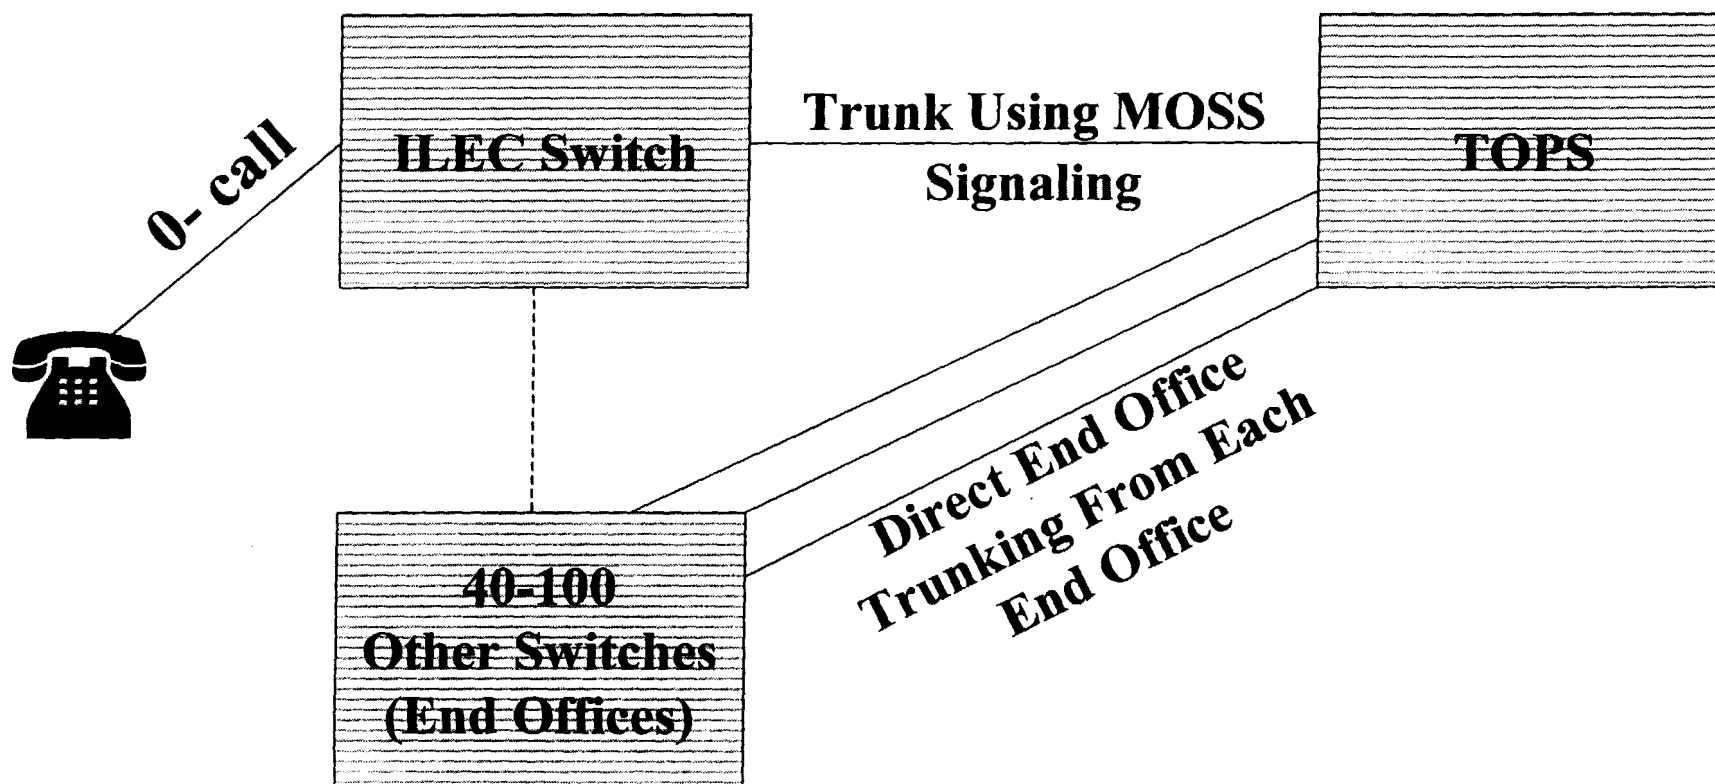 0- call
ILEC Switch
Trunk Using MOSS
Signaling
TOPS
Direct End Office
Trunking From Each
End Office
40-100
Other Switches
(End Offices)